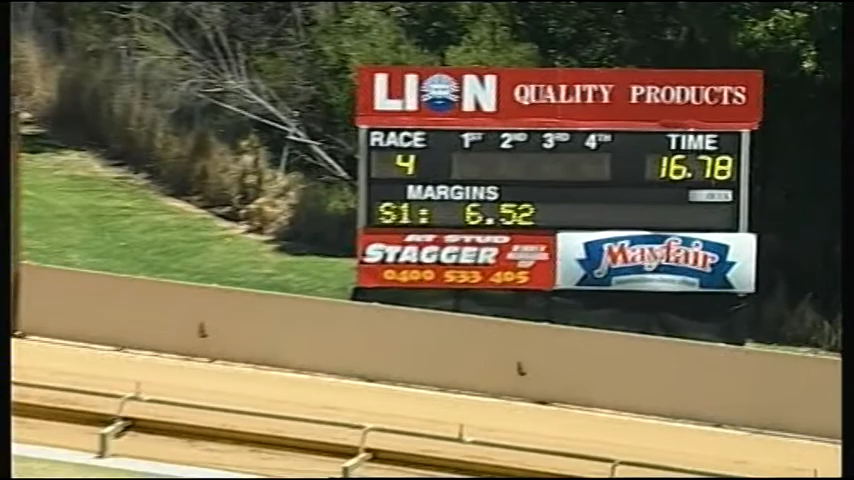 LION QUALITY PRODUCTS
RACE 1ST 2ND 3RD 4TH TIME
4 16.78
MARGINS
S1: 6.52
AT STUD
STAGGER
0400 533 405
Mayfair